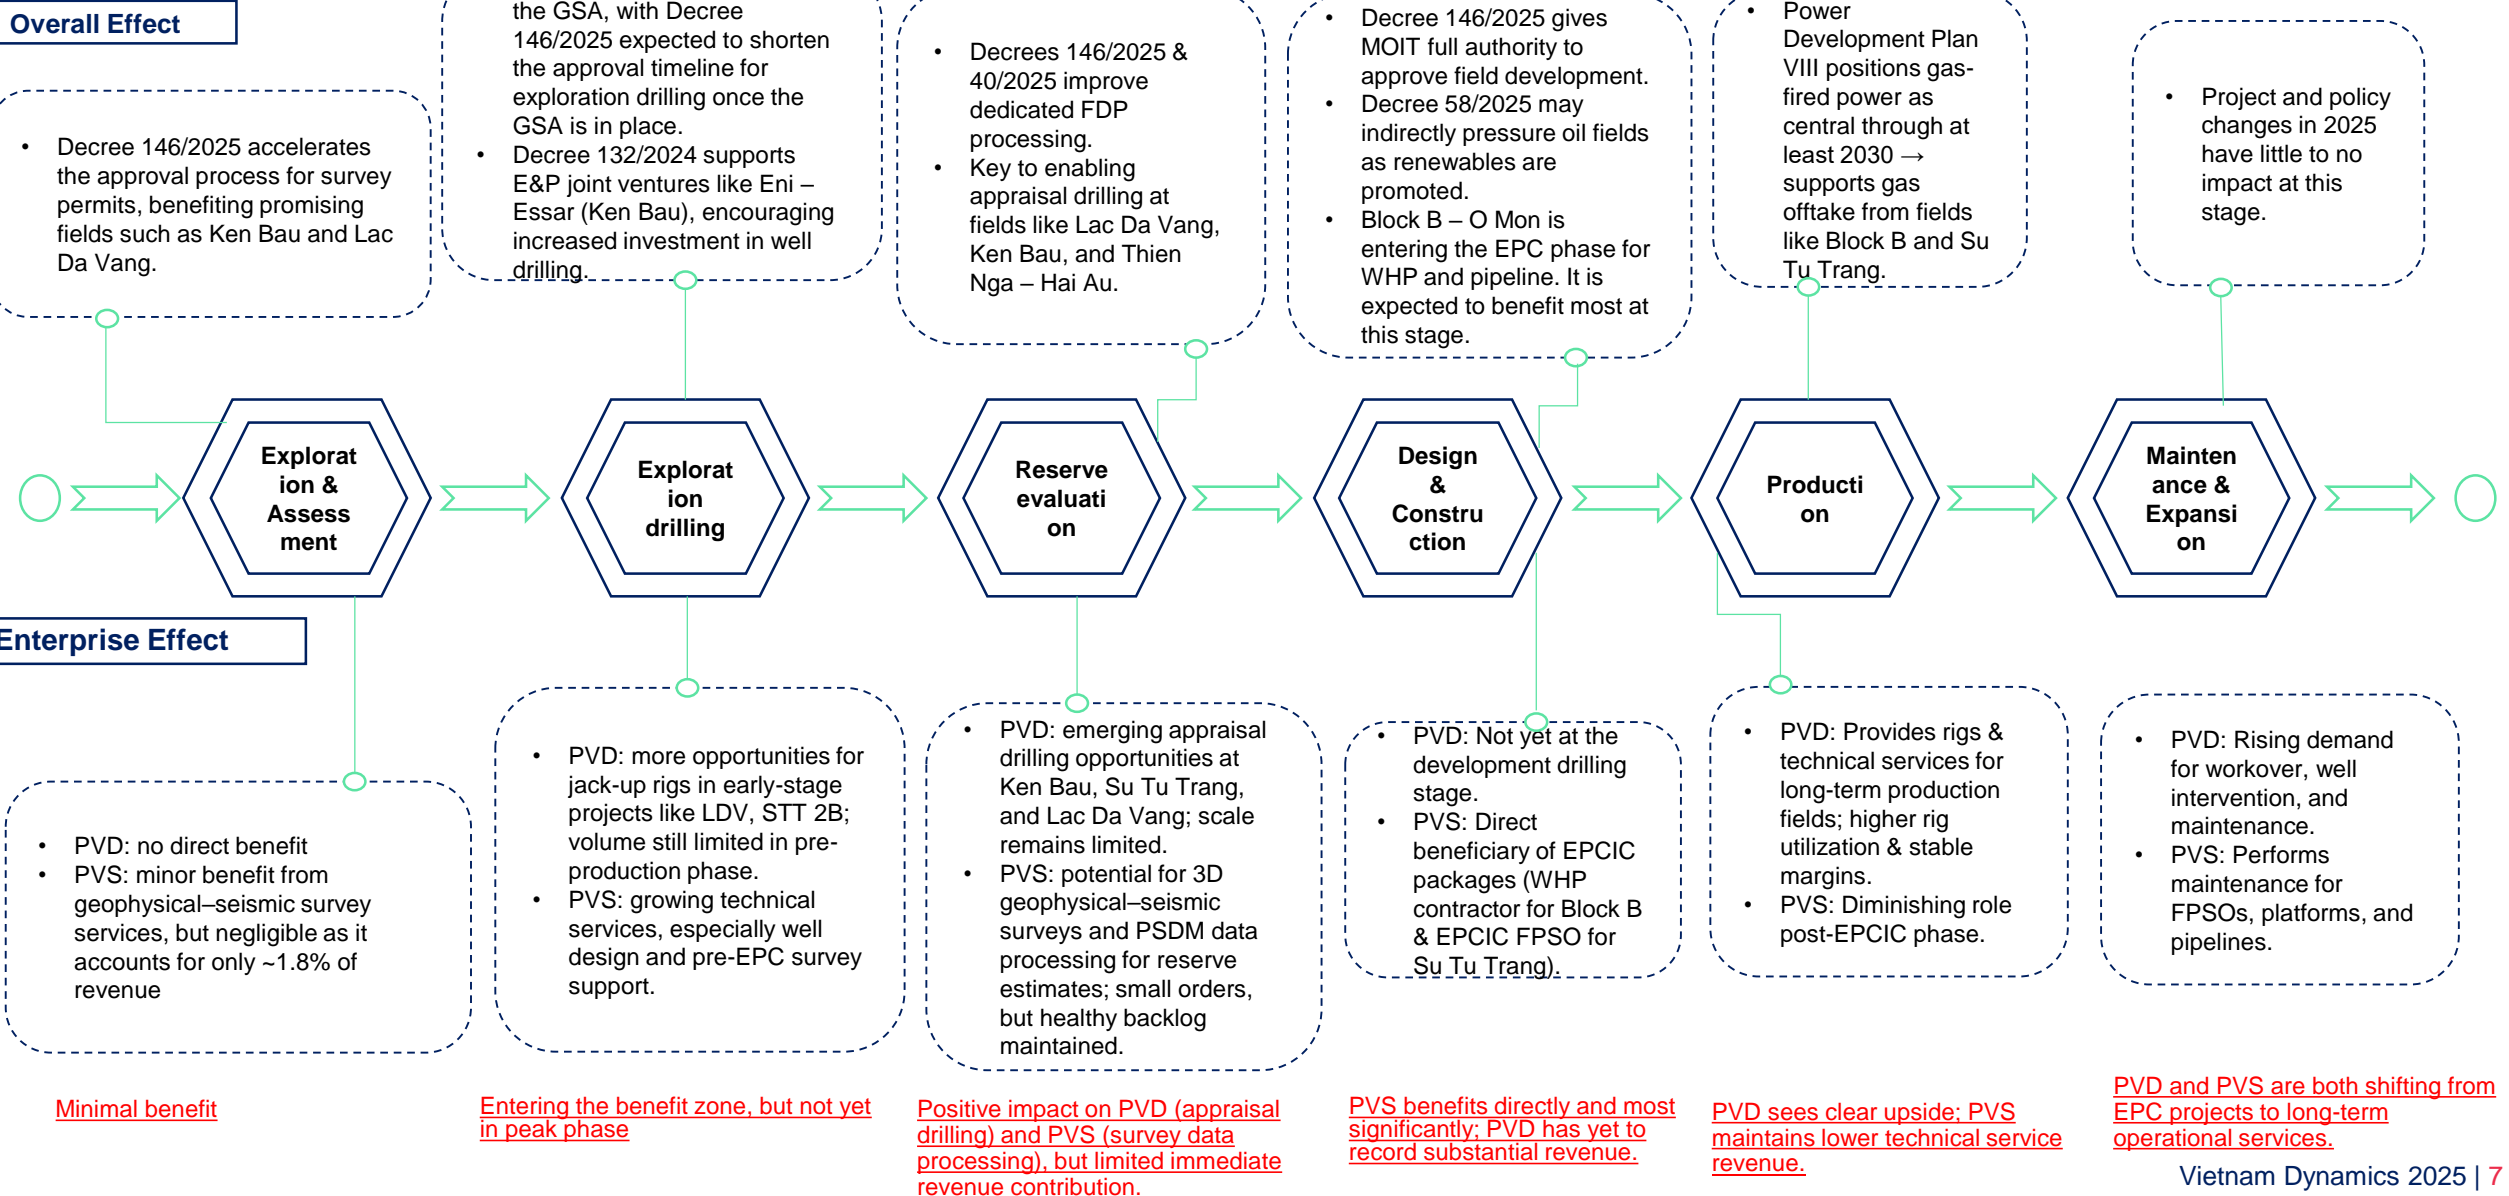 Overall Effect
• Decree 146/2025 accelerates
the approval process for survey
permits, benefiting promising
fields such as Ken Bau and Lac
Da Vang.
the GSA, with Decree
146/2025 expected to shorten
the approval timeline for
exploration drilling once the
GSA is in place.
• Decree 132/2024 supports
E&P joint ventures like Eni –
Essar (Ken Bau), encouraging
increased investment in well
drilling.
• Decrees 146/2025 &
40/2025 improve
dedicated FDP
processing.
• Key to enabling
appraisal drilling at
fields like Lac Da Vang,
Ken Bau, and Thien
Nga – Hai Au.
• Decree 146/2025 gives
MOIT full authority to
approve field development.
• Decree 58/2025 may
indirectly pressure oil fields
as renewables are
promoted.
• Block B – O Mon is
entering the EPC phase for
WHP and pipeline. It is
expected to benefit most at
this stage.
• Power
Development Plan
VIII positions gas-
fired power as
central through at
least 2030 →
supports gas
offtake from fields
like Block B and Su
Tu Trang.
• Project and policy
changes in 2025
have little to no
impact at this
stage.
Explorat
ion &
Assess
ment
Explorat
ion
drilling
Reserve
evaluati
on
Design
&
Constru
ction
Producti
on
Mainten
ance &
Expansi
on
Enterprise Effect
• PVD: no direct benefit
• PVS: minor benefit from
geophysical–seismic survey
services, but negligible as it
accounts for only ~1.8% of
revenue
• PVD: more opportunities for
jack-up rigs in early-stage
projects like LDV, STT 2B;
volume still limited in pre-
production phase.
• PVS: growing technical
services, especially well
design and pre-EPC survey
support.
• PVD: emerging appraisal
drilling opportunities at
Ken Bau, Su Tu Trang,
and Lac Da Vang; scale
remains limited.
• PVS: potential for 3D
geophysical–seismic
surveys and PSDM data
processing for reserve
estimates; small orders,
but healthy backlog
maintained.
• PVD: Not yet at the
development drilling
stage.
• PVS: Direct
beneficiary of EPCIC
packages (WHP
contractor for Block B
& EPCIC FPSO for
Su Tu Trang).
• PVD: Provides rigs &
technical services for
long-term production
fields; higher rig
utilization & stable
margins.
• PVS: Diminishing role
post-EPCIC phase.
• PVD: Rising demand
for workover, well
intervention, and
maintenance.
• PVS: Performs
maintenance for
FPSOs, platforms, and
pipelines.
Minimal benefit
Entering the benefit zone, but not yet
in peak phase
Positive impact on PVD (appraisal
drilling) and PVS (survey data
processing), but limited immediate
revenue contribution.
PVS benefits directly and most
significantly; PVD has yet to
record substantial revenue.
PVD sees clear upside; PVS
maintains lower technical service
revenue.
PVD and PVS are both shifting from
EPC projects to long-term
operational services.
Vietnam Dynamics 2025 | 7